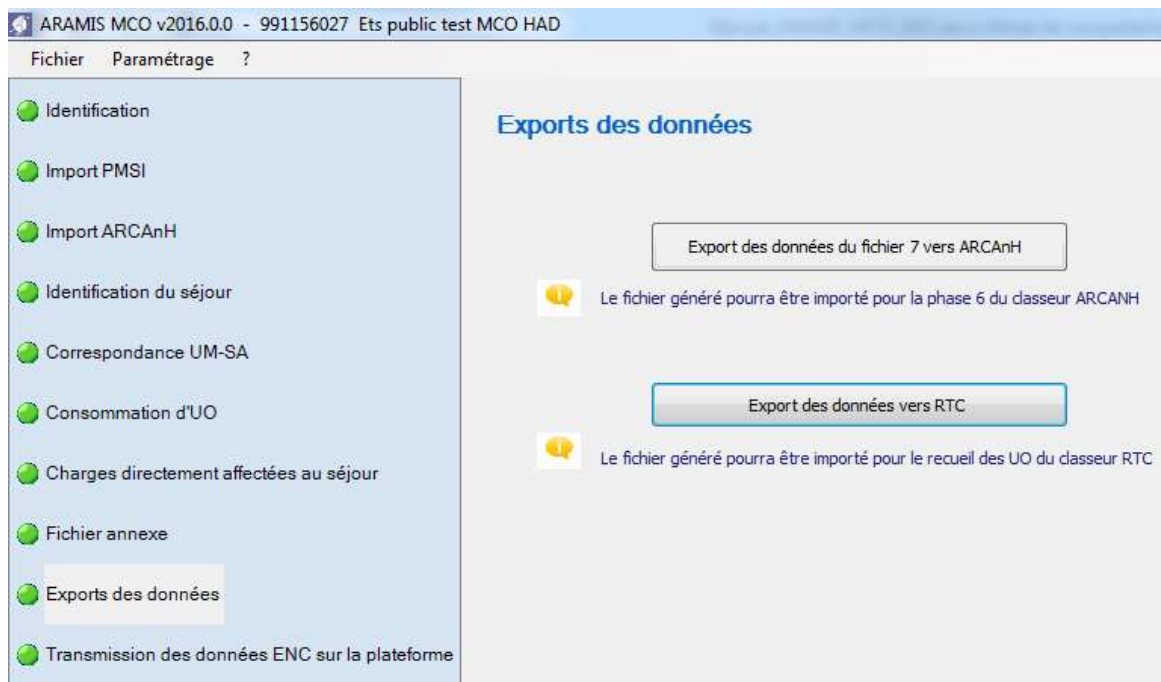 ARAMIS MCO v2016.0.0 - 991156027 Ets public test MCO HAD
Fichier Paramétrage ?
Identification
Import PMSI
Import ARCAnH
Identification du séjour
Correspondance UM-SA
Consommation d'UO
Charges directement affectées au séjour
Fichier annexe
Exports des données
Transmission des données ENC sur la plateforme
Exports des données
Export des données du fichier 7 vers ARCAnH
Le fichier généré pourra être importé pour la phase 6 du classeur ARCANH
Export des données vers RTC
Le fichier généré pourra être importé pour le recueil des UO du classeur RTC